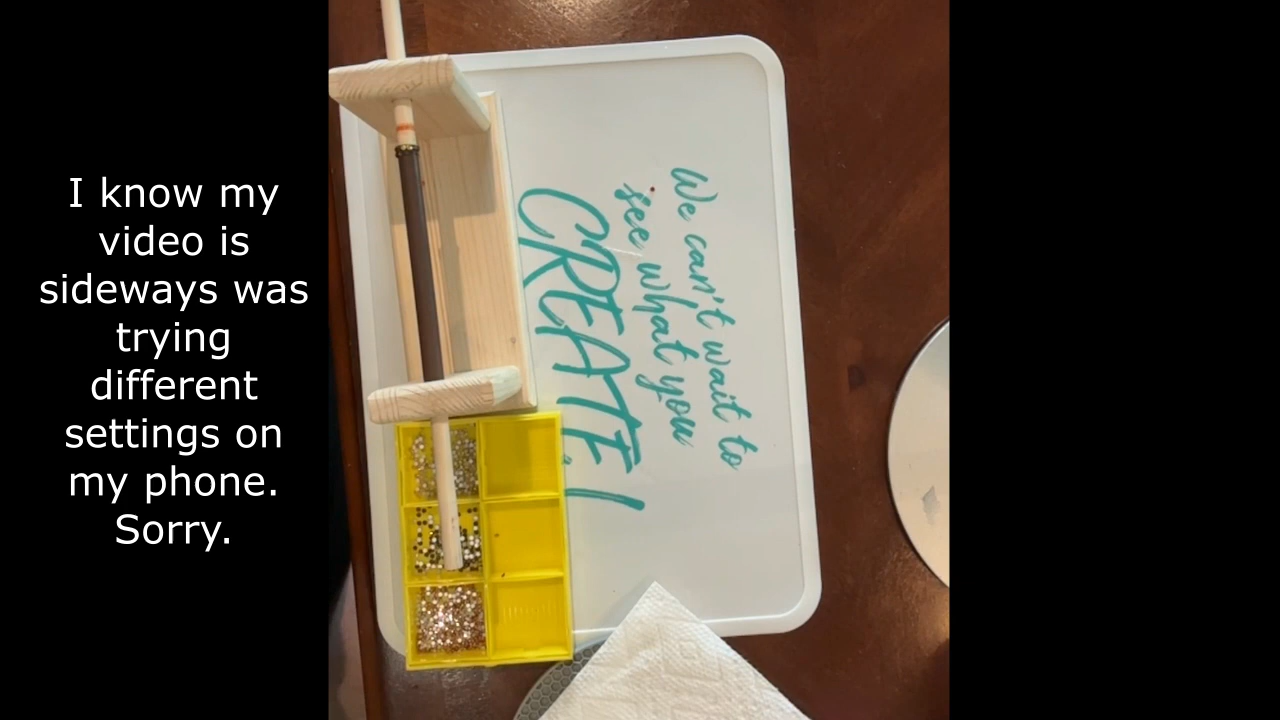 I know my
video is
sideways was
trying
different
settings on
my phone.
Sorry.
We can't wait to
see what you
CREATE!